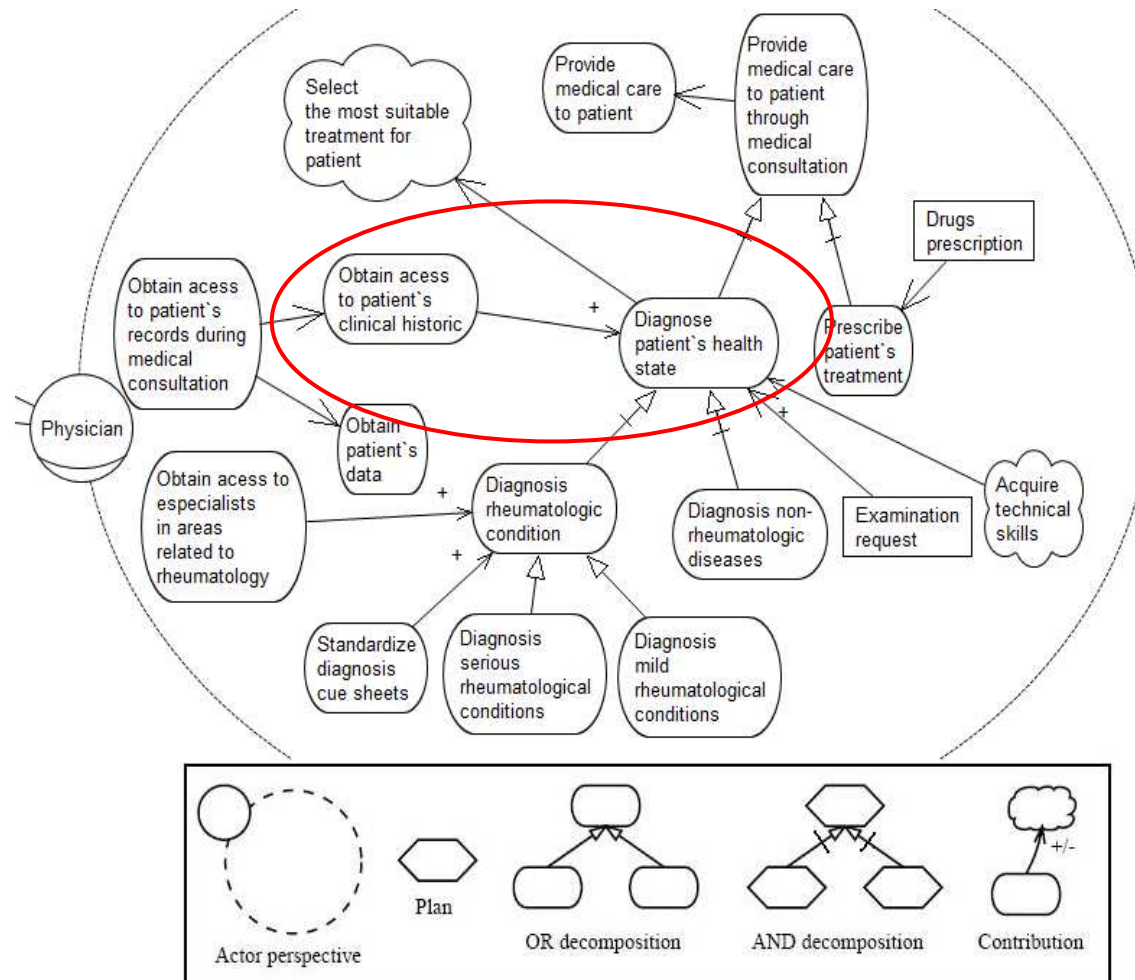 Select
the most suitable
treatment for
patient
Provide
medical care
to patient
Provide
medical care
to patient
through
medical
consultation
Drugs
prescription
Obtain acess
to patient`s
records during
medical
consultation
Obtain acess
to patient`s
clinical historic
+
Diagnose
patient`s health
state
Prescribe
patient`s
treatment
Physician
Obtain
patient`s
data
+
Obtain acess to
especialists
in areas
related to
rheumatology
+
Diagnosis
rheumatologic
condition
+
Diagnosis non-
rheumatologic
diseases
Examination
request
Acquire
technical
skills
Standardize
diagnosis
cue sheets
Diagnosis
serious
rheumatological
conditions
Diagnosis
mild
rheumatological
conditions
Actor perspective
Plan
OR decomposition
AND decomposition
+/-
Contribution